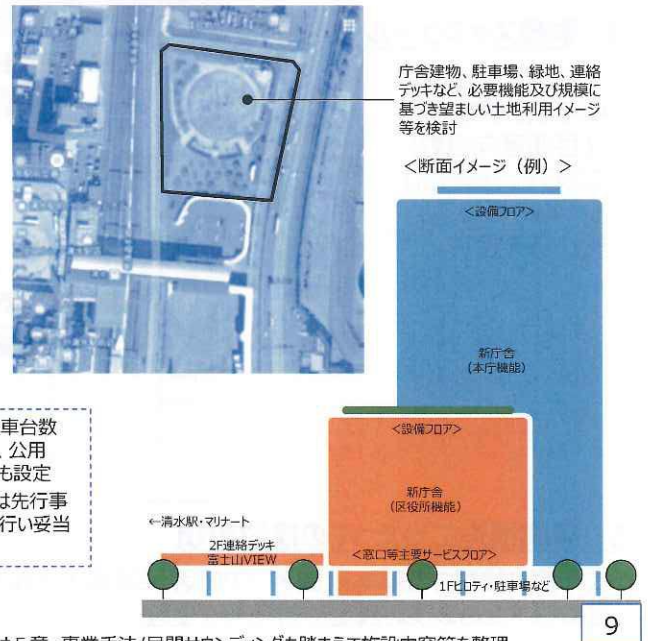 庁舎建物、駐車場、緑地、連絡
デッキなど、必要機能及び規模に
基づき望ましい土地利用イメージ
等を検討
<断面イメージ(例)>
<設備フロア>
新庁舎
(本庁機能)
車台数
公用
も設定
は先行事
行い妥当
<設備フロア>
新庁舎
(区役所機能)
←清水駅・マリナート
2F連絡デッキ
富士山VIEW
<窓口等主要サービスフロア>
1Fピロティ・駐車場など
9